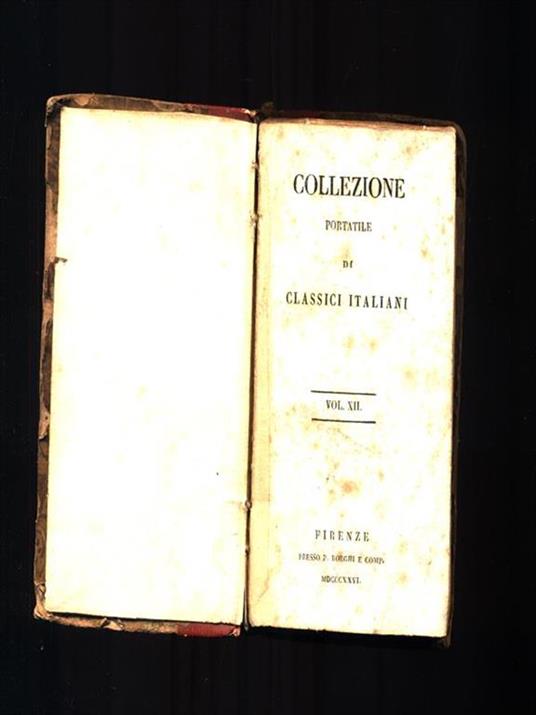 COLLEZIONE
PORTATILE
DI
CLASSICI ITALIANI
VOL. XII.
FIRENZE
PRESSO P. BORGHI E COMP.
MDCCCXXVI.